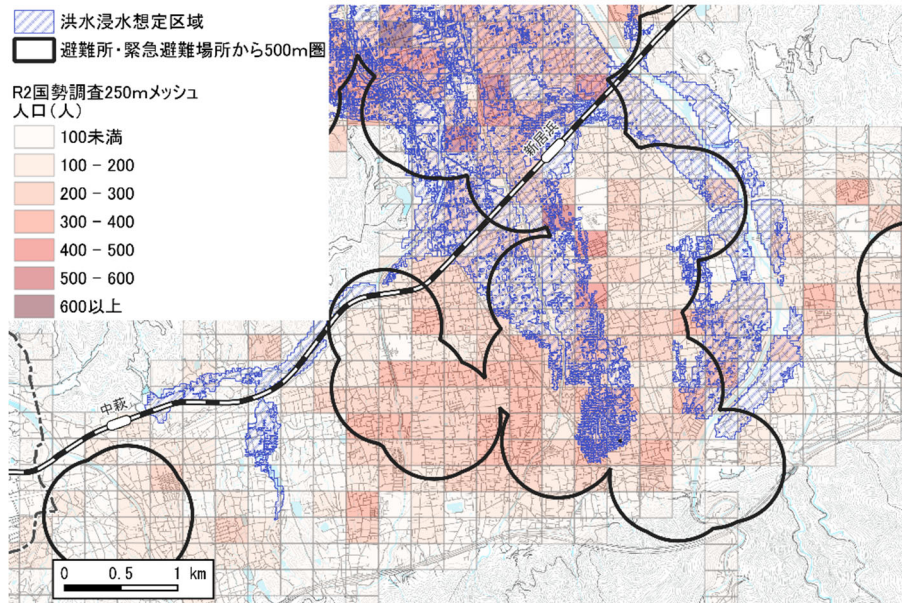 洪水浸水想定区域
避難所・緊急避難場所から500m圏
R2国勢調査250mメッシュ
人口(人)
100未満
100 - 200
200 - 300
300 - 400
400 - 500
500 - 600
600以上
新居浜
中萩
0 0.5 1 km